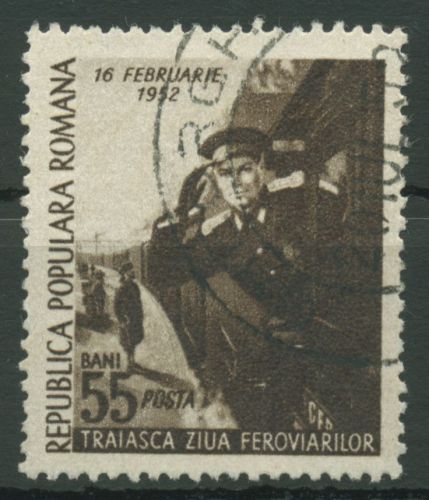 16 FEBRUARIE
1952
REPUBLICA POPULARA ROMANA
BANI
55 POSTA
CFR
TRAIASCA ZIUA FEROVIARILOR